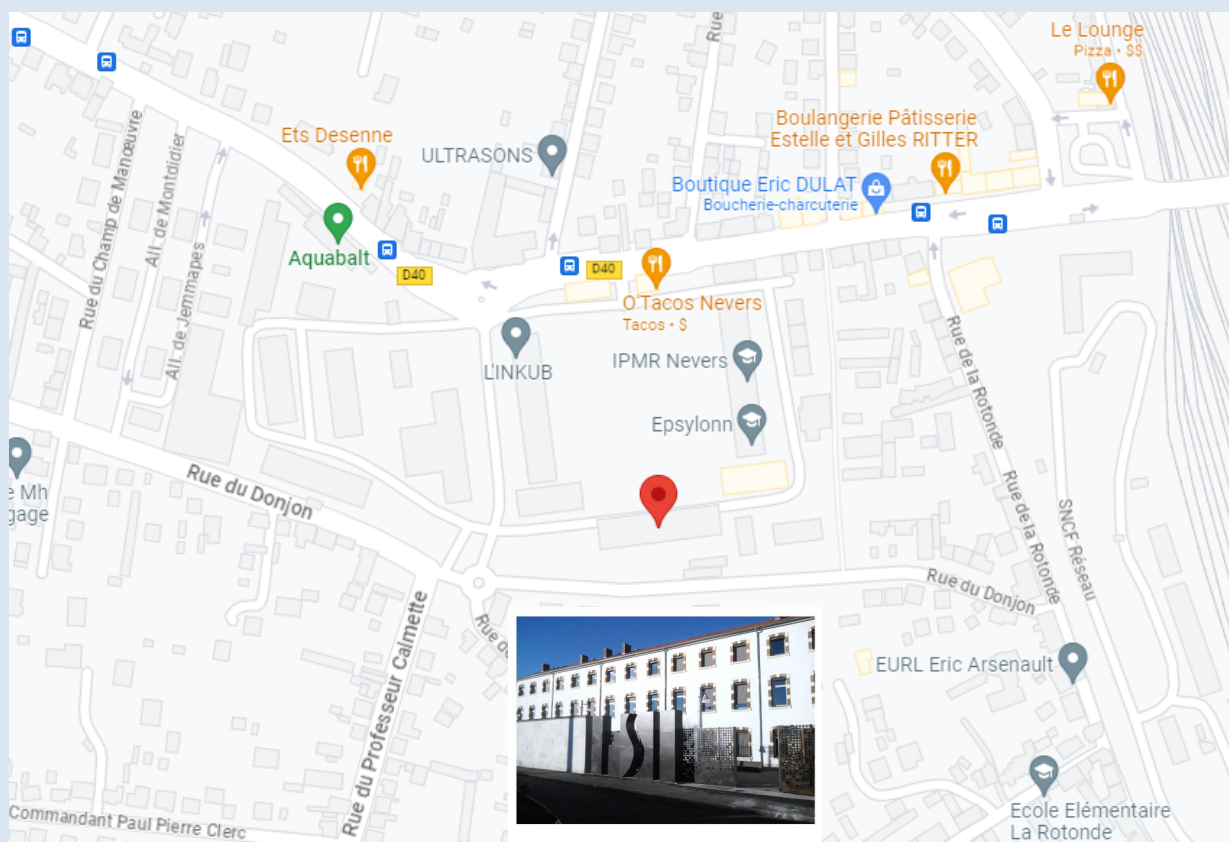 Le Lounge
Pizza • $$
Rue
Boulangerie Pâtisserie
Estelle et Gilles RITTER
Ets Desenne
ULTRASONS
Boutique Eric DULAT
Boucherie-charcuterie
Rue du Champ de Manœuvre
All. de Montdidier
All. de Jemmapes
Aquabalt
D40
D40
O'Tacos Nevers
Tacos • $
L'INKUB
IPMR Nevers
Epsylonn
Rue de la Rotonde
Rue de la Rotonde
SNCF Réseau
e Mh
gage
Rue du Donjon
Rue du Donjon
Rue du Professeur Calmette
Rue d
EURL Eric Arsenault
Ecole Elémentaire
La Rotonde
Commandant Paul Pierre Clerc